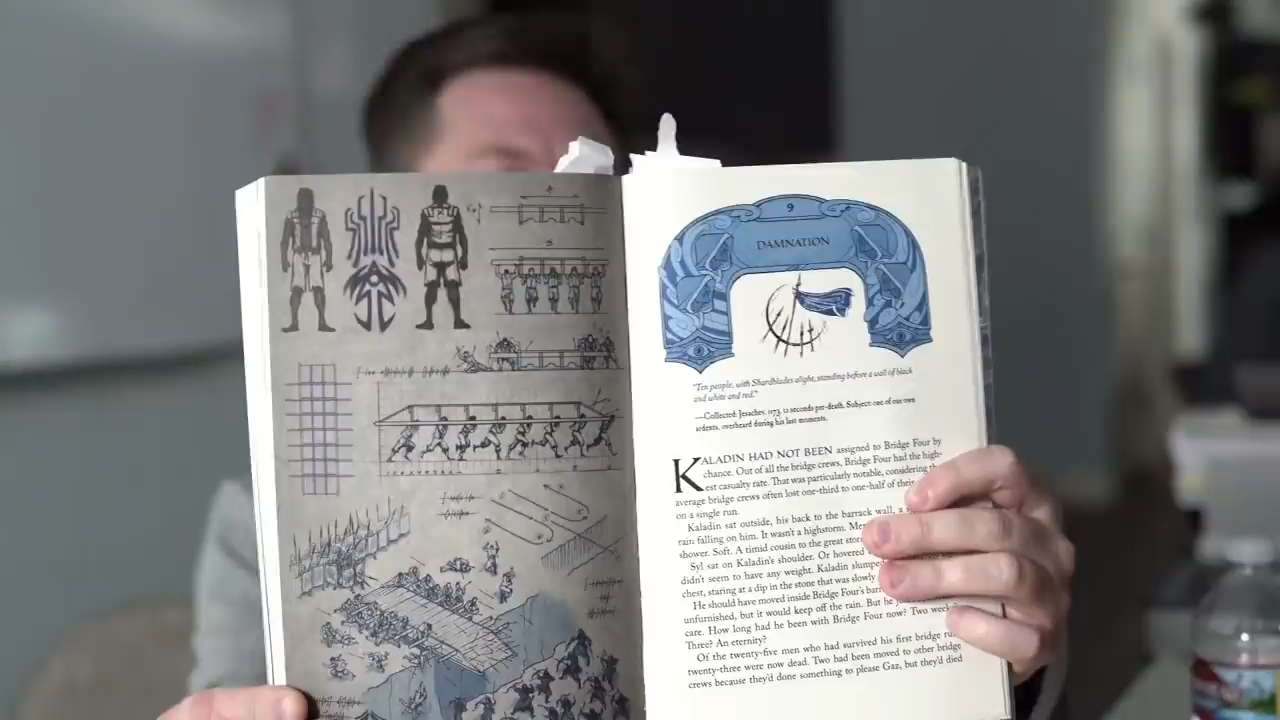 9
DAMNATION
"Ten people, with Shardblades alight, standing before a wall of black
and white and red."
—Collected: Jesachev, 1173, 12 seconds pre-death. Subject: one of our own
ardents, overheard during his last moments.
KALADIN HAD NOT BEEN assigned to Bridge Four by
chance. Out of all the bridge crews, Bridge Four had the high-
est casualty rate. That was particularly notable, considering
average bridge crews often lost one-third to one-half of their
on a single run.
Kaladin sat outside, his back to the barrack wall, a
rain falling on him. It wasn't a highstorm.
shower. Soft. A timid cousin to the great
Syl sat on Kaladin's shoulder. Or hovered
didn't seem to have any weight. Kaladin
chest, staring at a dip in the stone that was slowly
He should have moved inside Bridge Four's
unfurnished, but it would keep off the rain. But he
care. How long had he been with Bridge Four now? Two
Three? An eternity?
Of the twenty-five men who had survived his first bridge
twenty-three were now dead. Two had been moved to other bridge
crews because they'd done something to please Gaz, but they'd died